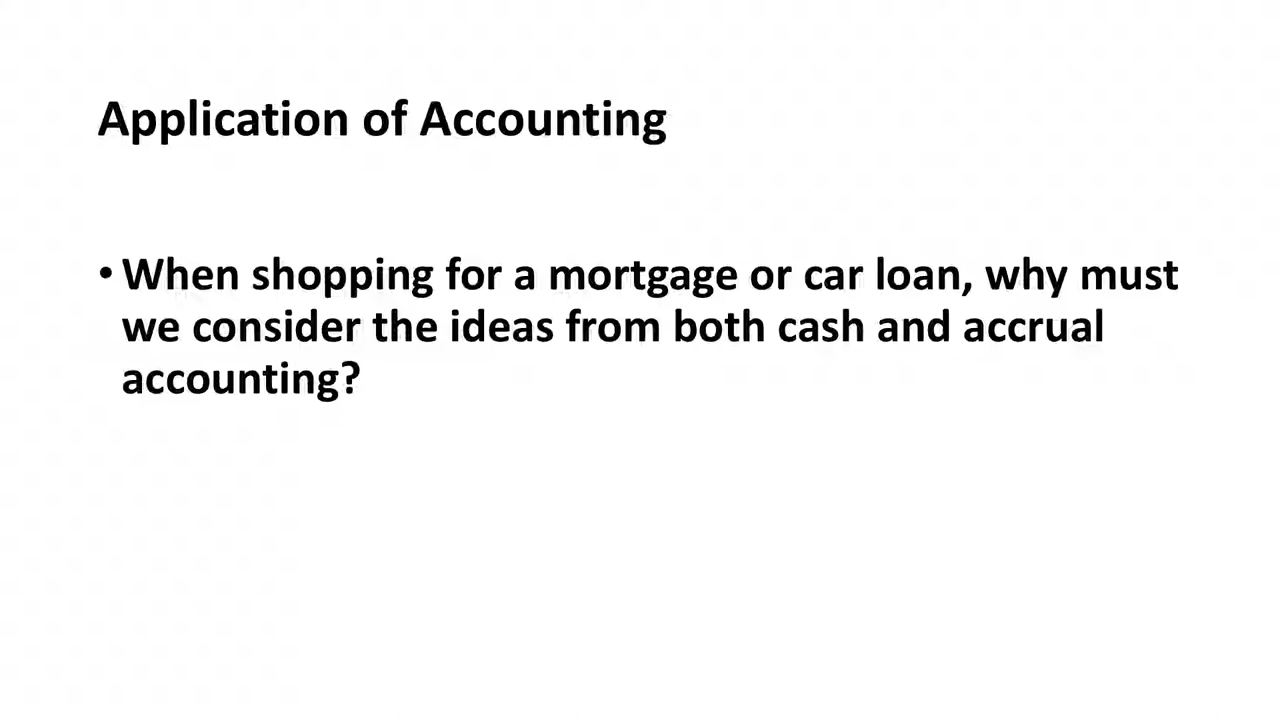 Application of Accounting
• When shopping for a mortgage or car loan, why must
we consider the ideas from both cash and accrual
accounting?